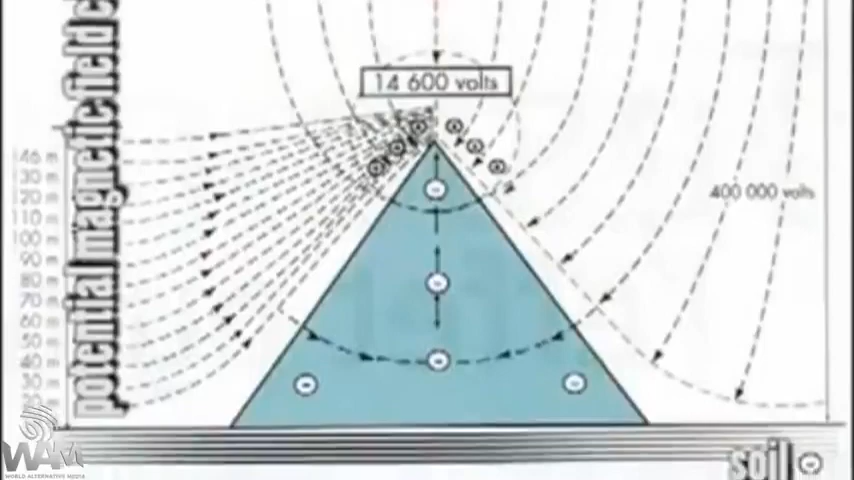 potential magnetic field c
14 600 volts
400 000 volts
146 m
130 m
120 m
110 m
100 m
90 m
80 m
70 m
60 m
50 m
40 m
30 m
20 m
soil
WAM
WORLD ALTERNATIVE MEDIA